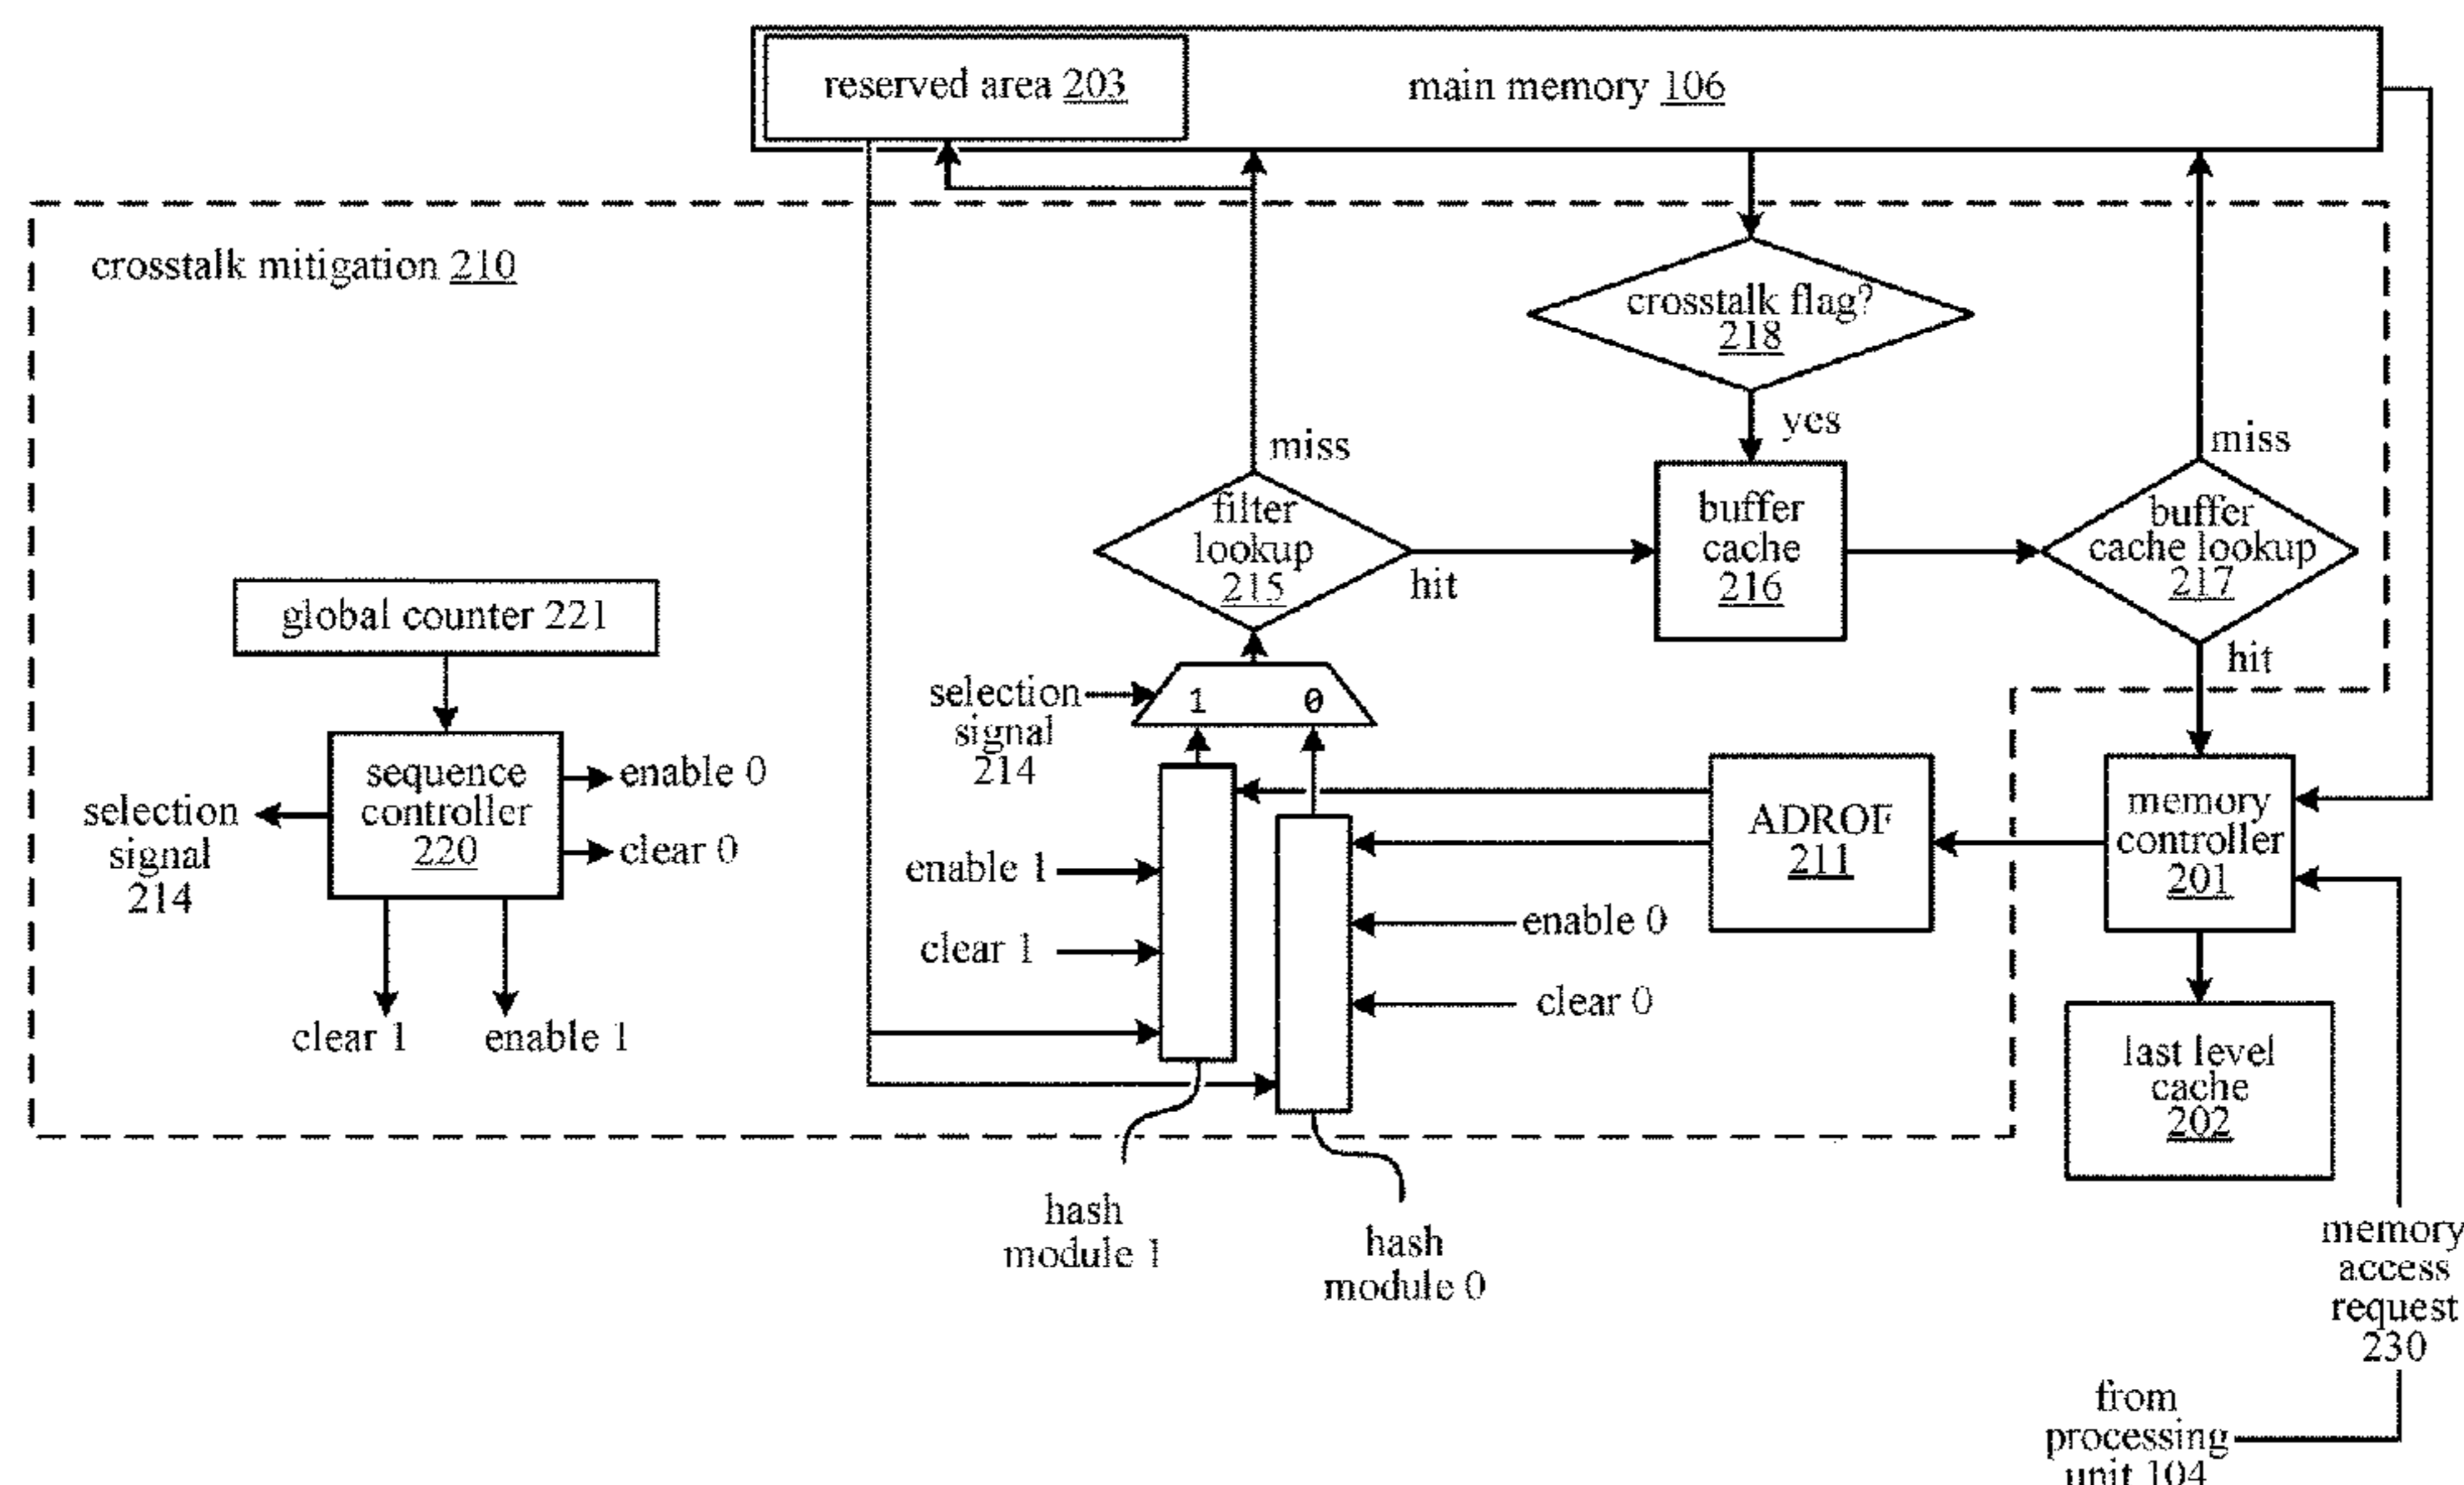 reserved area 203
main memory 106
crosstalk mitigation 210
crosstalk flag?
218
yes
miss
miss
filter
lookup
215
hit
buffer
cache
216
buffer
cache lookup
217
hit
global counter 221
selection
signal
214
1 0
sequence
controller
220
enable 0
clear 0
selection
signal
214
clear 1
enable 1
enable 1
clear 1
enable 0
clear 0
ADROF
211
memory
controller
201
last level
cache
202
hash
module 1
hash
module 0
memory
access
request
230
from
processing
unit 104